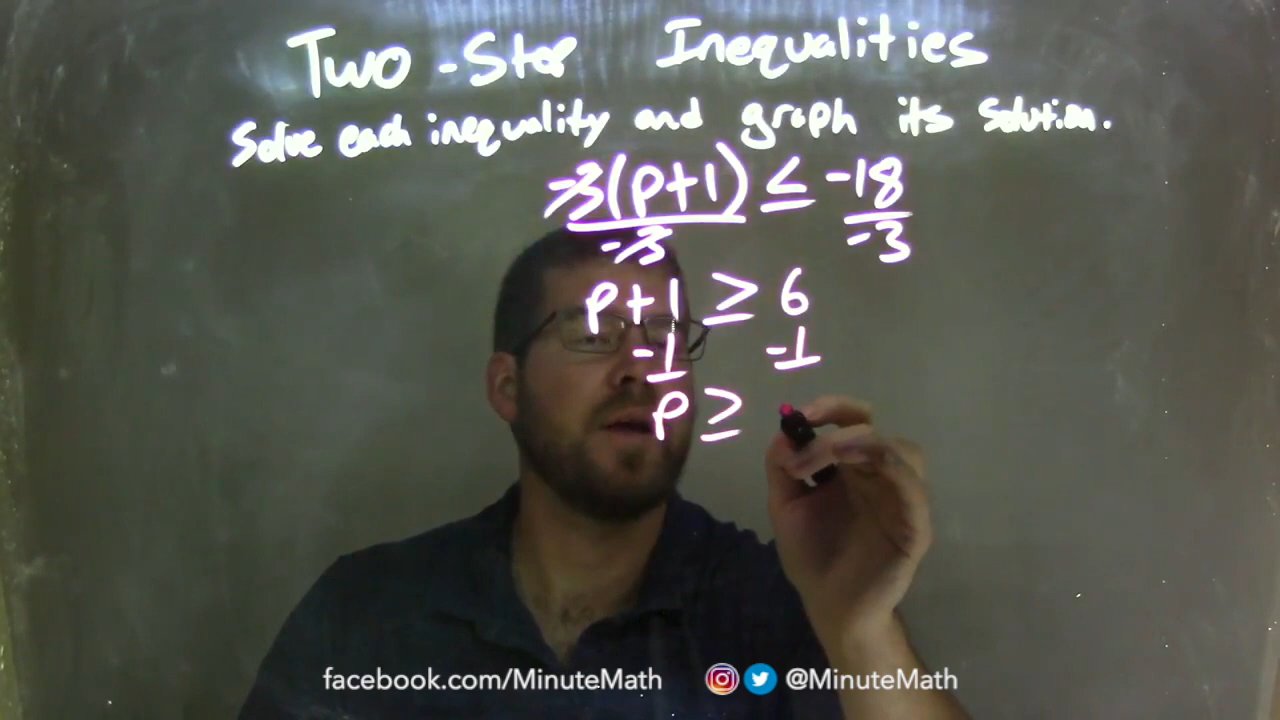 Two-Step Inequalities
Solve each inequality and graph its solution.
-3(p+1) ≤ -18
-3 -3
p+1 ≥ 6
-1 -1
p ≥
facebook.com/MinuteMath @MinuteMath